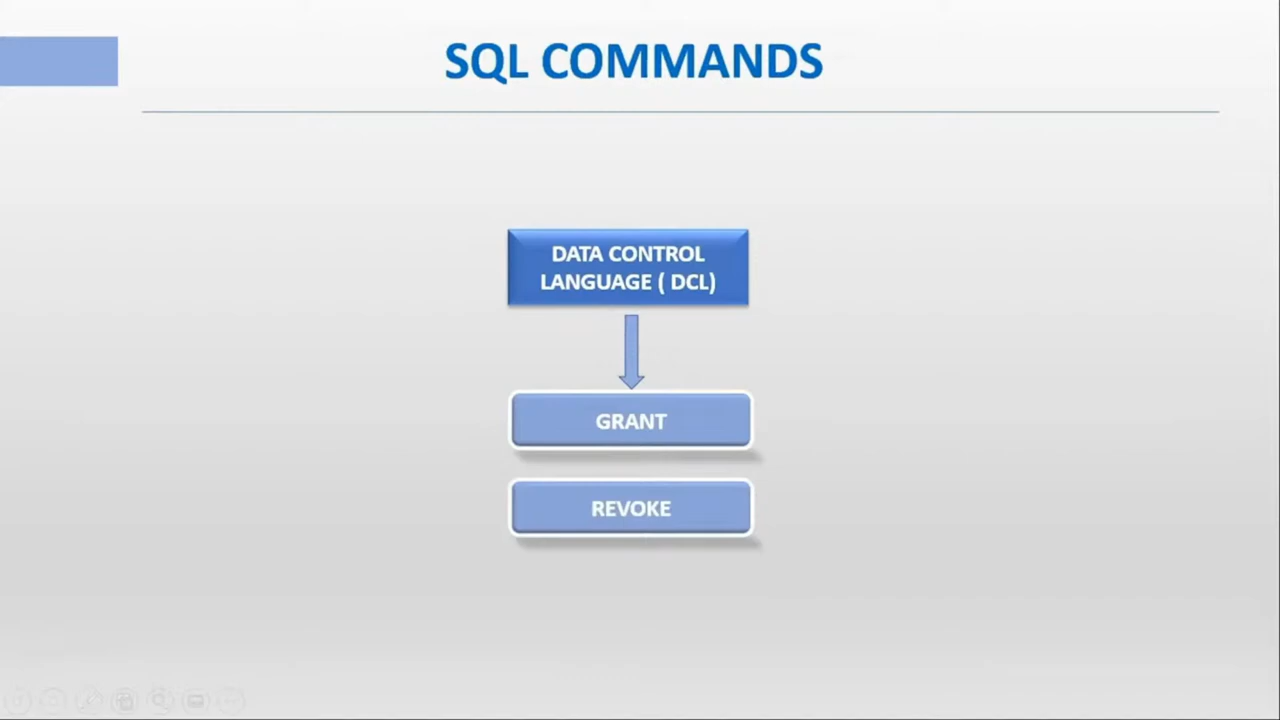 SQL COMMANDS
DATA CONTROL
LANGUAGE ( DCL)
GRANT
REVOKE